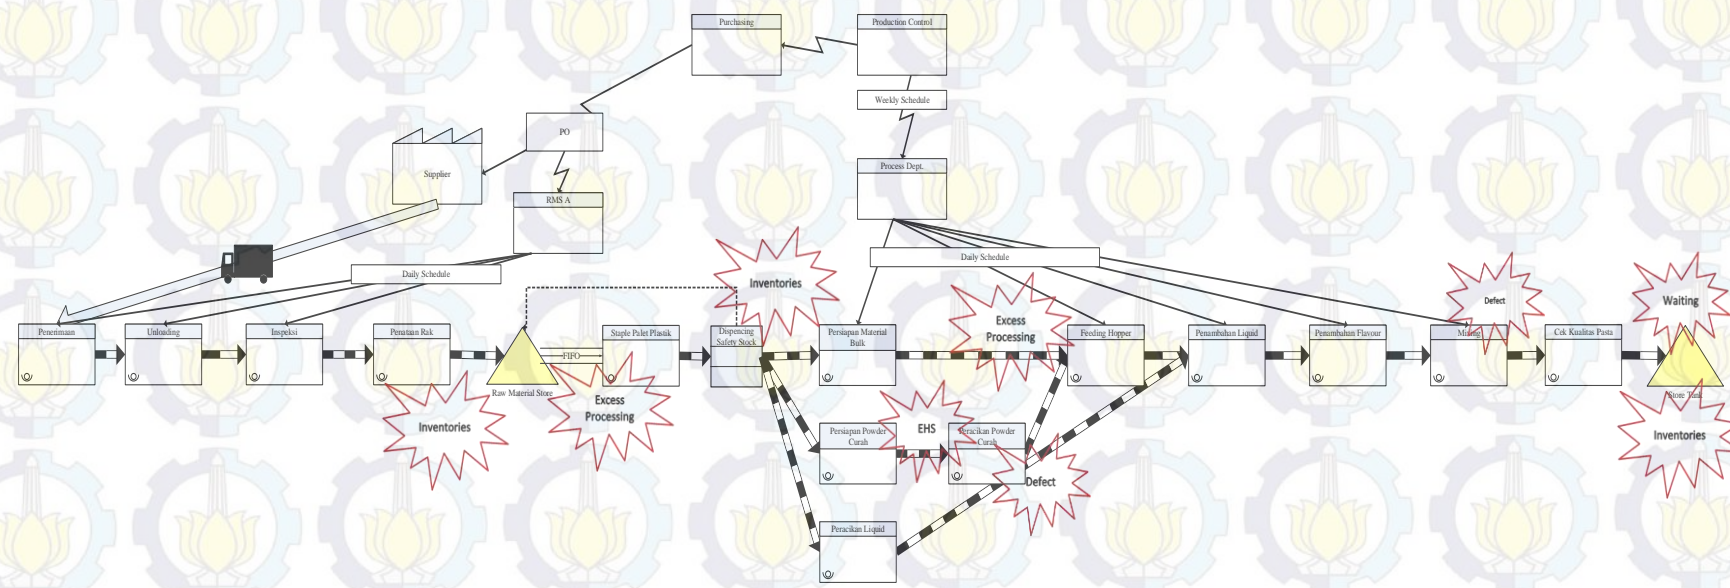 Purchasing
Production Control
Weekly Schedule
PO
Supplier
Process Dept.
RMS A
Daily Schedule
Daily Schedule
Inventories
Defect
Waiting
Excess
Processing
Penerimaan
Unloading
Inspeksi
Penataan Rak
Raw Material Store
FIFO
Staple Palet Plastik
Dispencing
Safety Stock
Persiapan Material
Bulk
Feeding Hopper
Penambahan Liquid
Penambahan Flavour
Mixing
Cek Kualitas Pasta
Store Tank
Inventories
Excess
Processing
Persiapan Powder
Curah
EHS
Peracikan Powder
Curah
Defect
Inventories
Peracikan Liquid